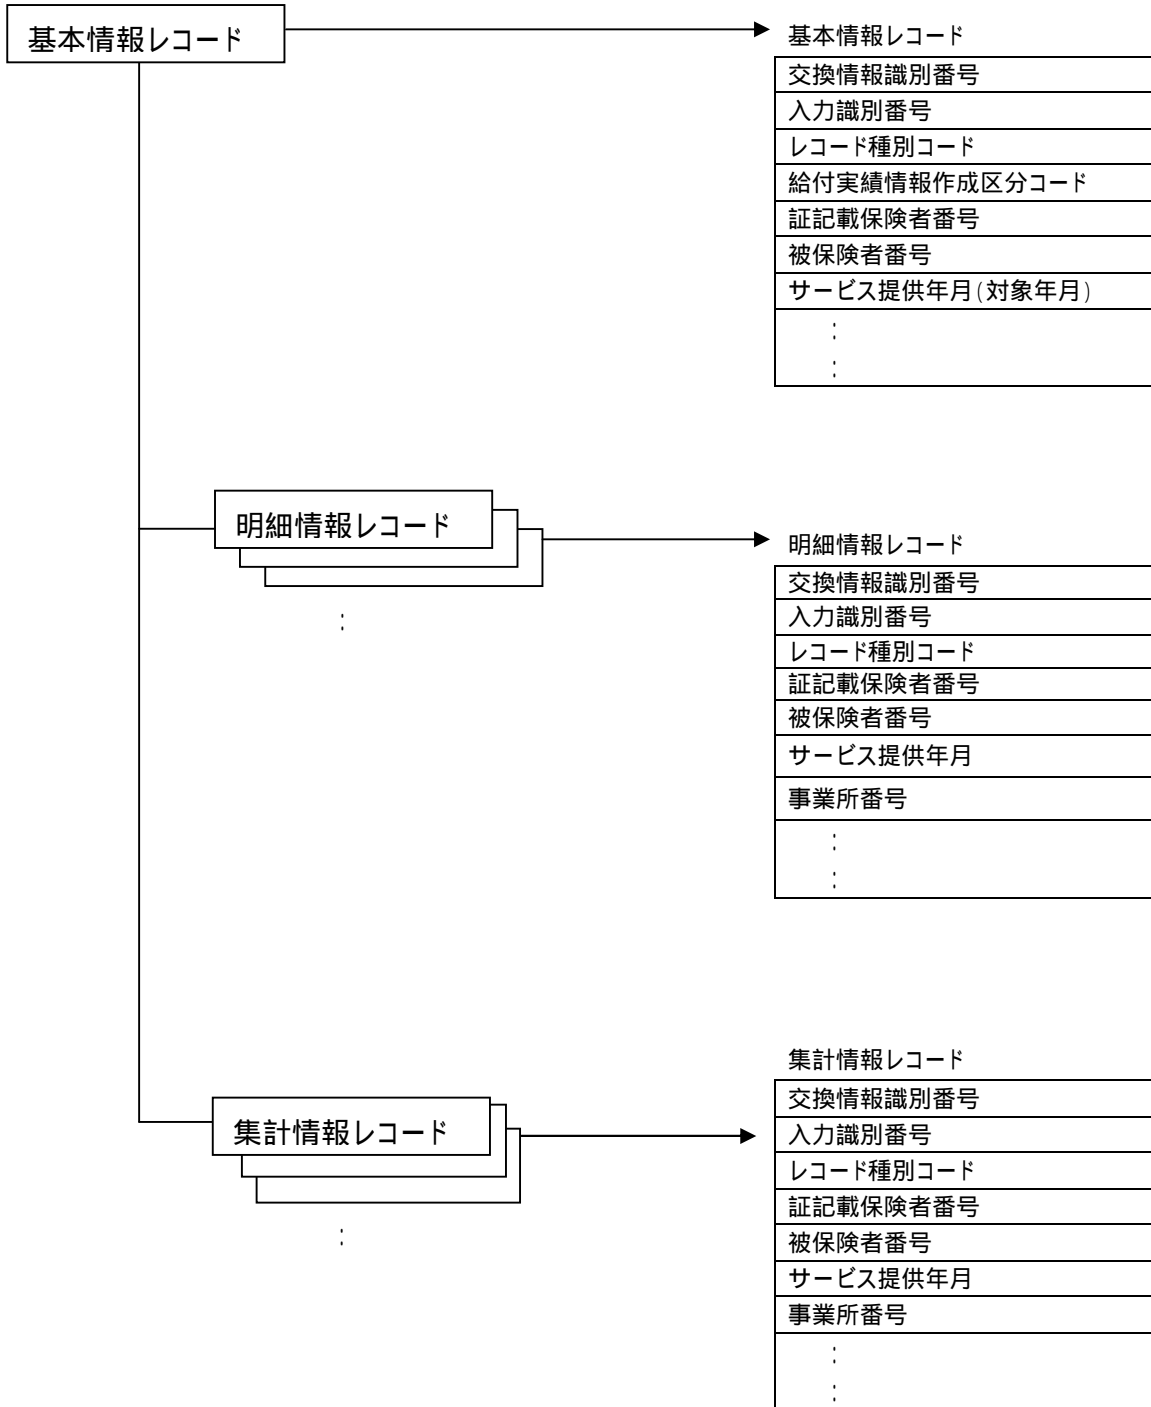 基本情報レコード
基本情報レコード
交換情報識別番号
入力識別番号
レコード種別コード
給付実績情報作成区分コード
証記載保険者番号
被保険者番号
サービス提供年月(対象年月)
:
:
明細情報レコード
:
明細情報レコード
交換情報識別番号
入力識別番号
レコード種別コード
証記載保険者番号
被保険者番号
サービス提供年月
事業所番号
:
:
集計情報レコード
:
集計情報レコード
交換情報識別番号
入力識別番号
レコード種別コード
証記載保険者番号
被保険者番号
サービス提供年月
事業所番号
:
: